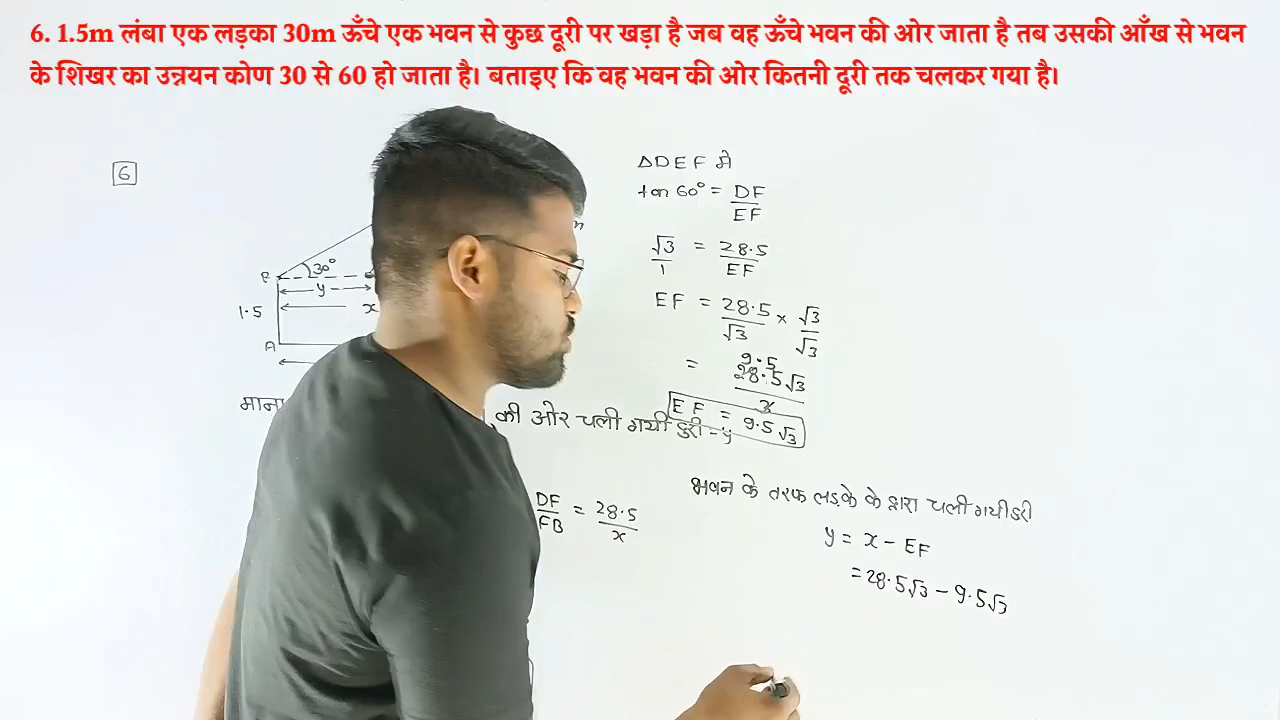 6. 1.5m लंबा एक लड़का 30m ऊँचे एक भवन से कुछ दूरी पर खड़ा है जब वह ऊँचे भवन की ओर जाता है तब उसकी आँख से भवन
के शिखर का उन्नयन कोण 30 से 60 हो जाता है। बताइए कि वह भवन की ओर कितनी दूरी तक चलकर गया है।
6
30°
y
1.5
x
A
माना
की ओर चली गयी दुरी = y
DF/FB = 28.5/x
ΔDEF मे
tan 60° = DF/EF
√3/1 = 28.5/EF
EF = 28.5/√3 × √3/√3
= 28.5√3/3
9.5
EF = 9.5√3
भवन के तरफ लड़के के द्वारा चली गयी दुरी
y = x - EF
= 28.5√3 - 9.5√3